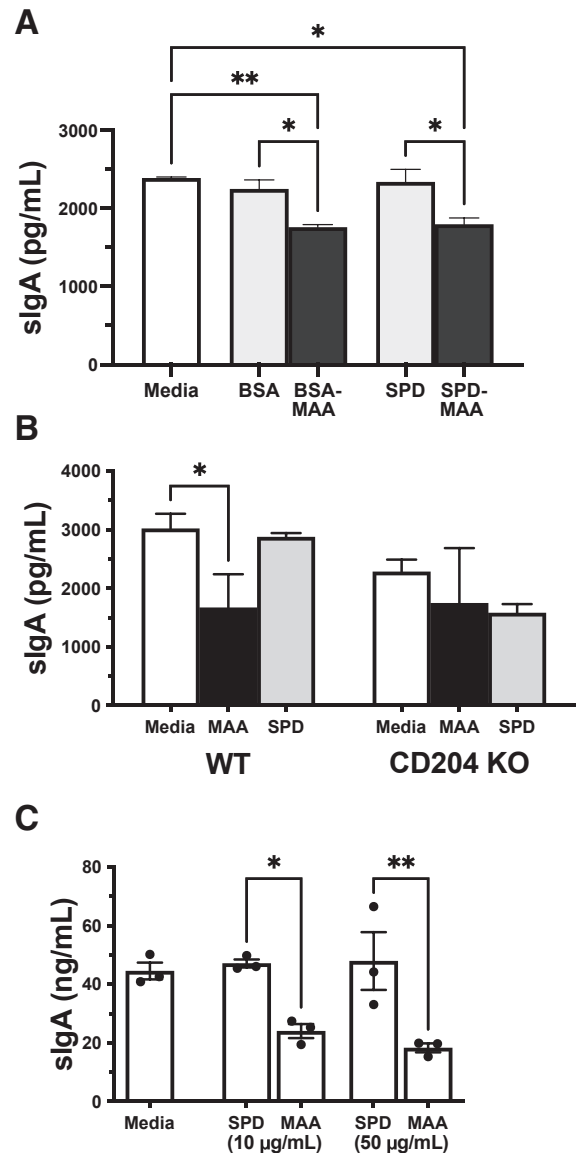 A
*
**
*
*
3000
2000
1000
0
sIgA (pg/mL)
Media
BSA
BSA-
MAA
SPD
SPD-
MAA
B
*
4000
3000
2000
1000
0
sIgA (pg/mL)
Media MAA SPD
Media MAA SPD
WT
CD204 KO
C
*
**
80
60
40
20
0
sIgA (ng/mL)
Media
SPD MAA
(10 µg/mL)
SPD MAA
(50 µg/mL)